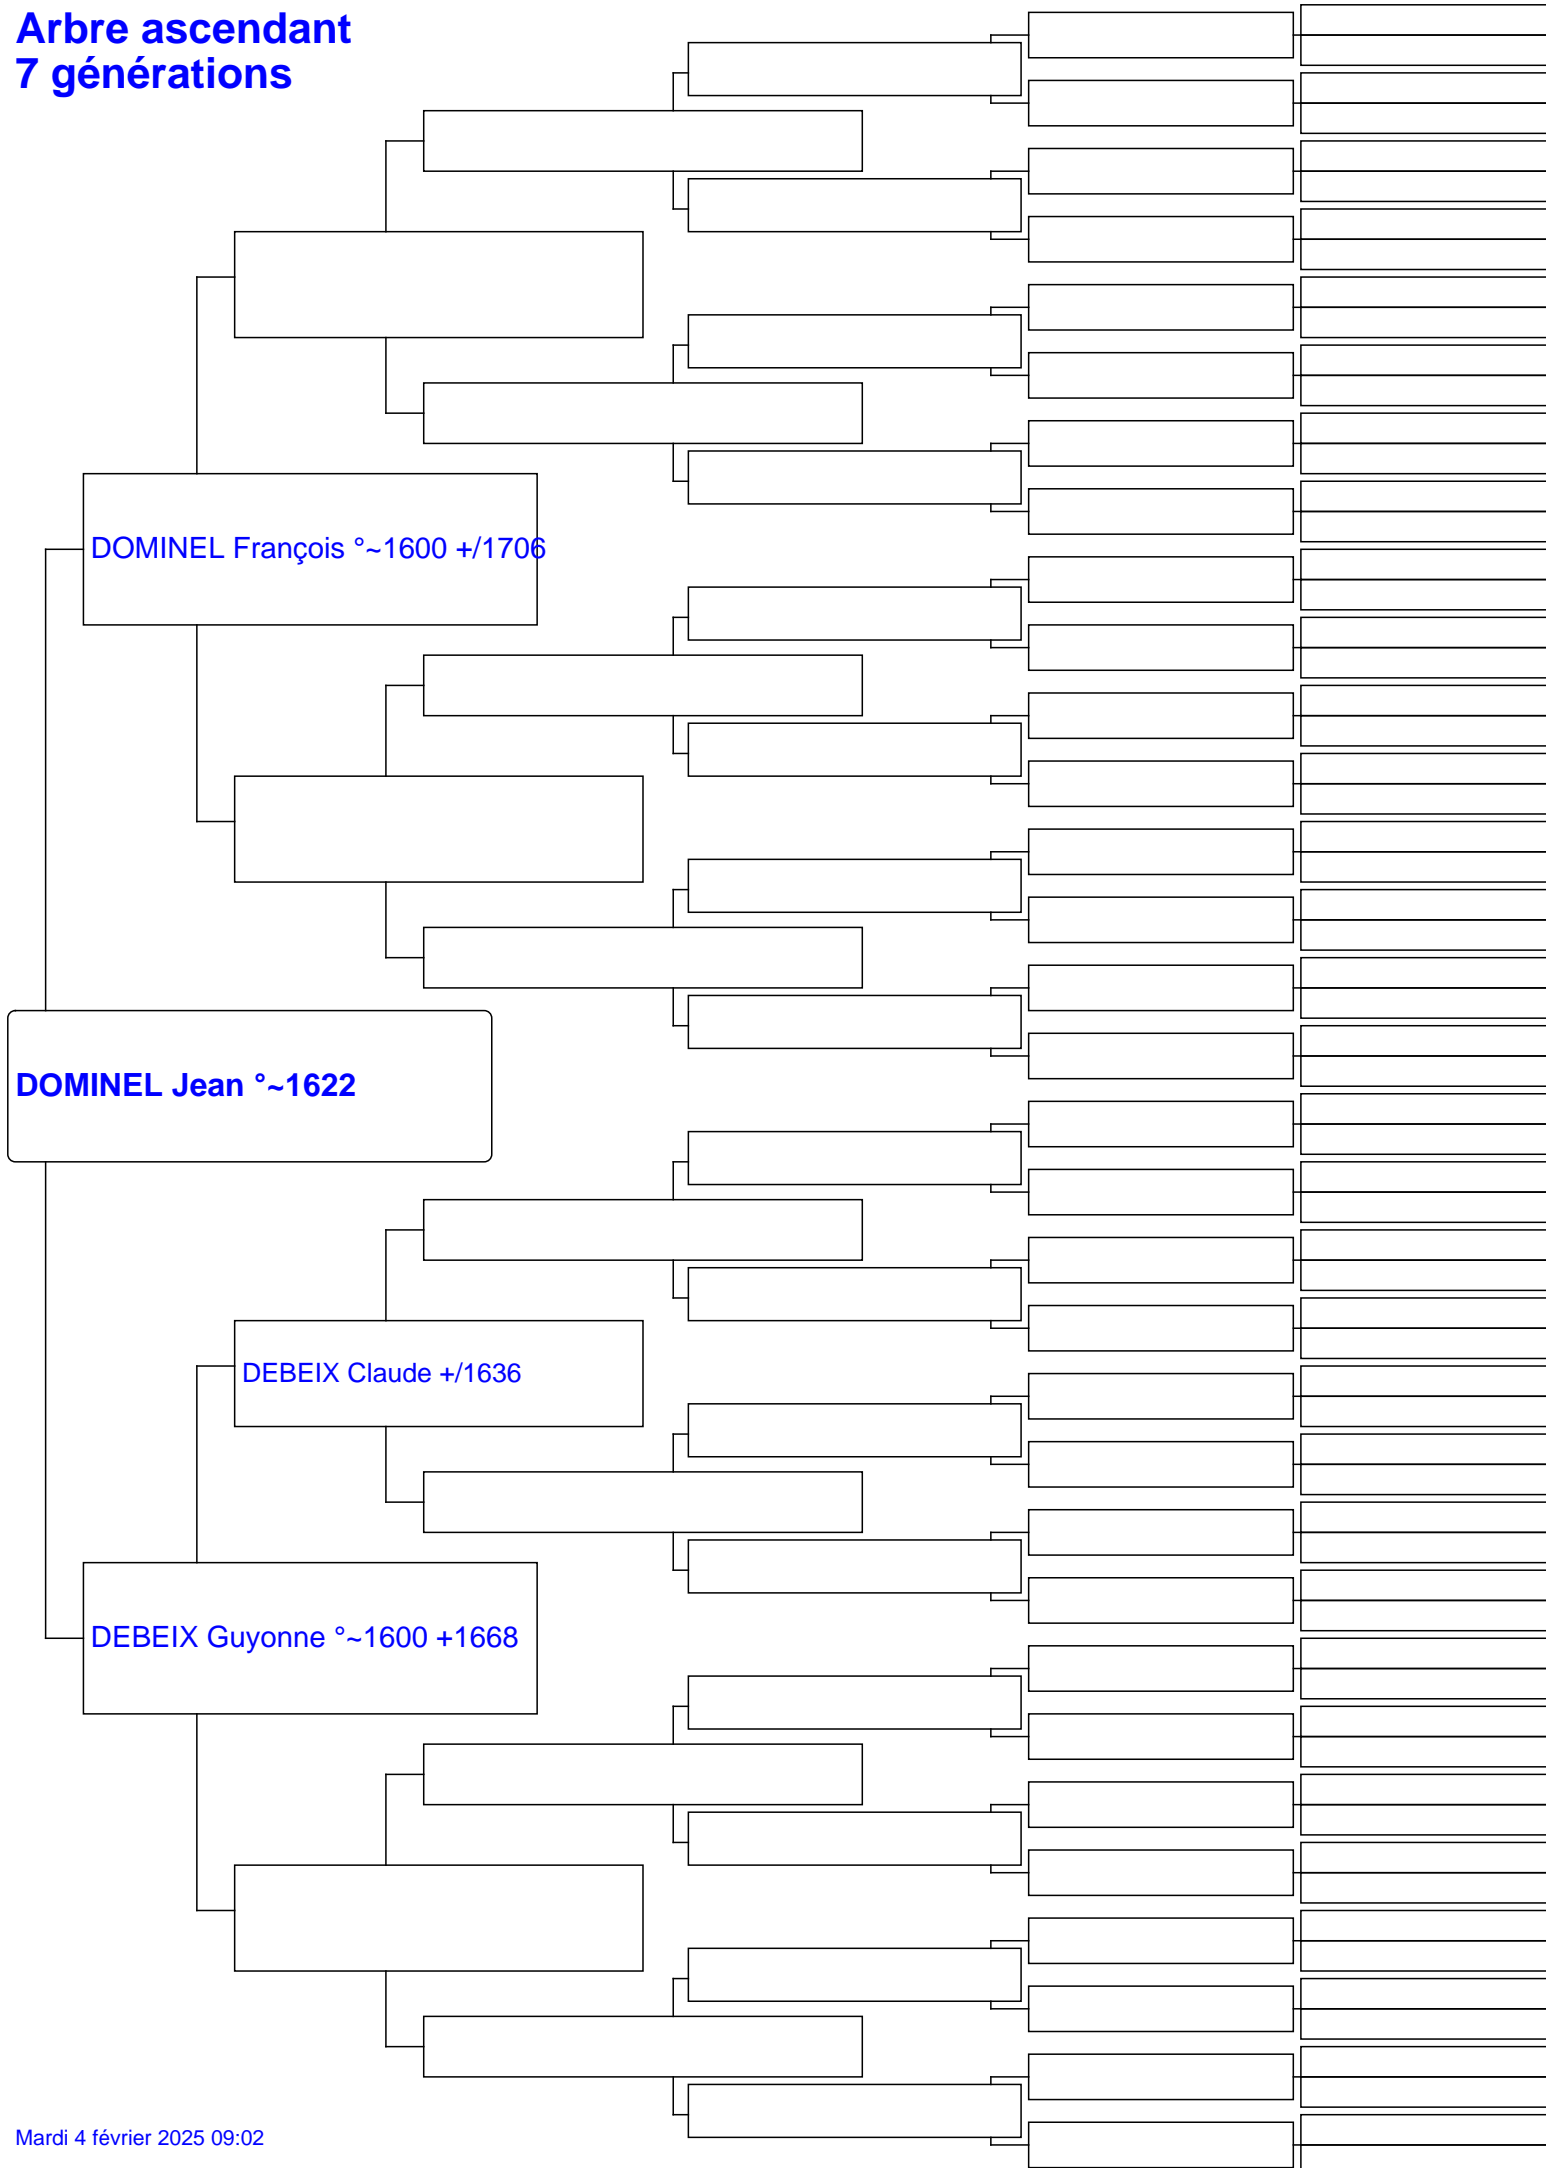 Arbre ascendant
7 générations
DOMINEL François °~1600 +/1706
DOMINEL Jean °~1622
DEBEIX Claude +/1636
DEBEIX Guyonne °~1600 +1668
Mardi 4 février 2025 09:02